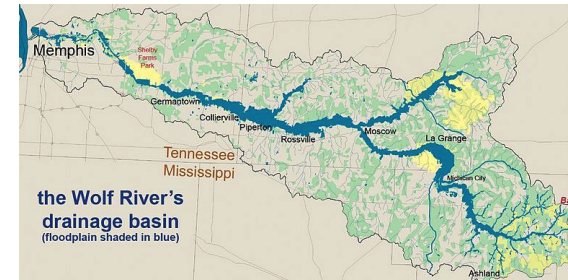 Memphis
Shelby
Farms
Park
Germantown
Collierville
Piperton
Rossville
Moscow
La Grange
Michigan City
Tennessee
Mississippi
the Wolf River's
drainage basin
(floodplain shaded in blue)
Ashland